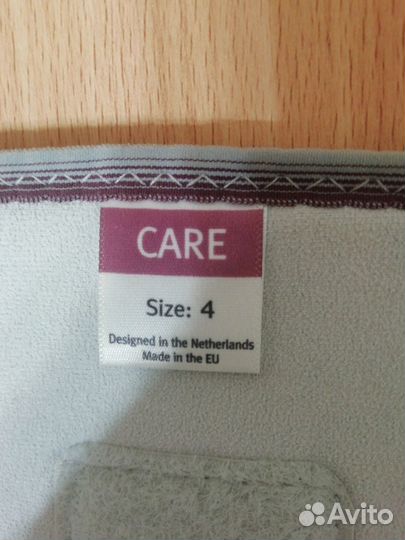 CARE
Size: 4
Designed in the Netherlands
Made in the EU
Avito